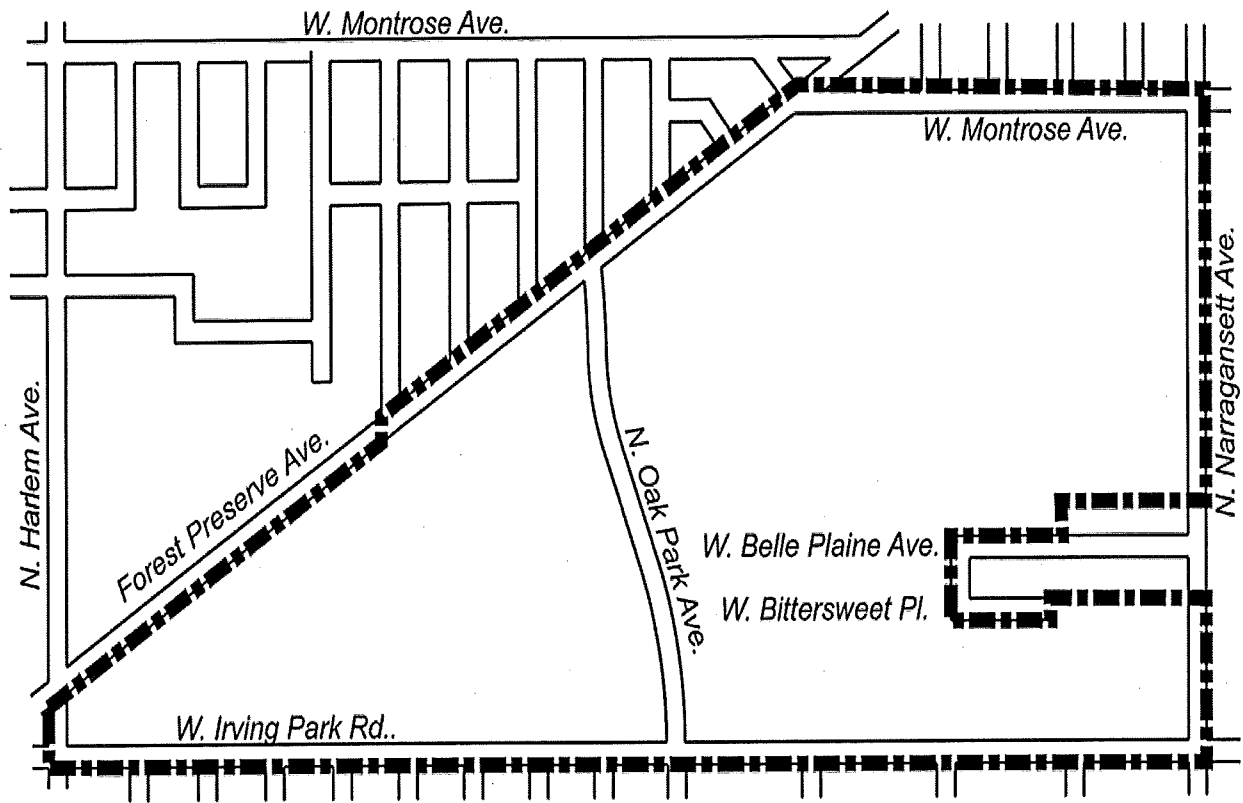 W. Montrose Ave.
W. Montrose Ave.
N. Harlem Ave.
Forest Preserve Ave.
N. Oak Park Ave.
N. Narragansett Ave.
W. Belle Plaine Ave.
W. Bittersweet Pl.
W. Irving Park Rd..